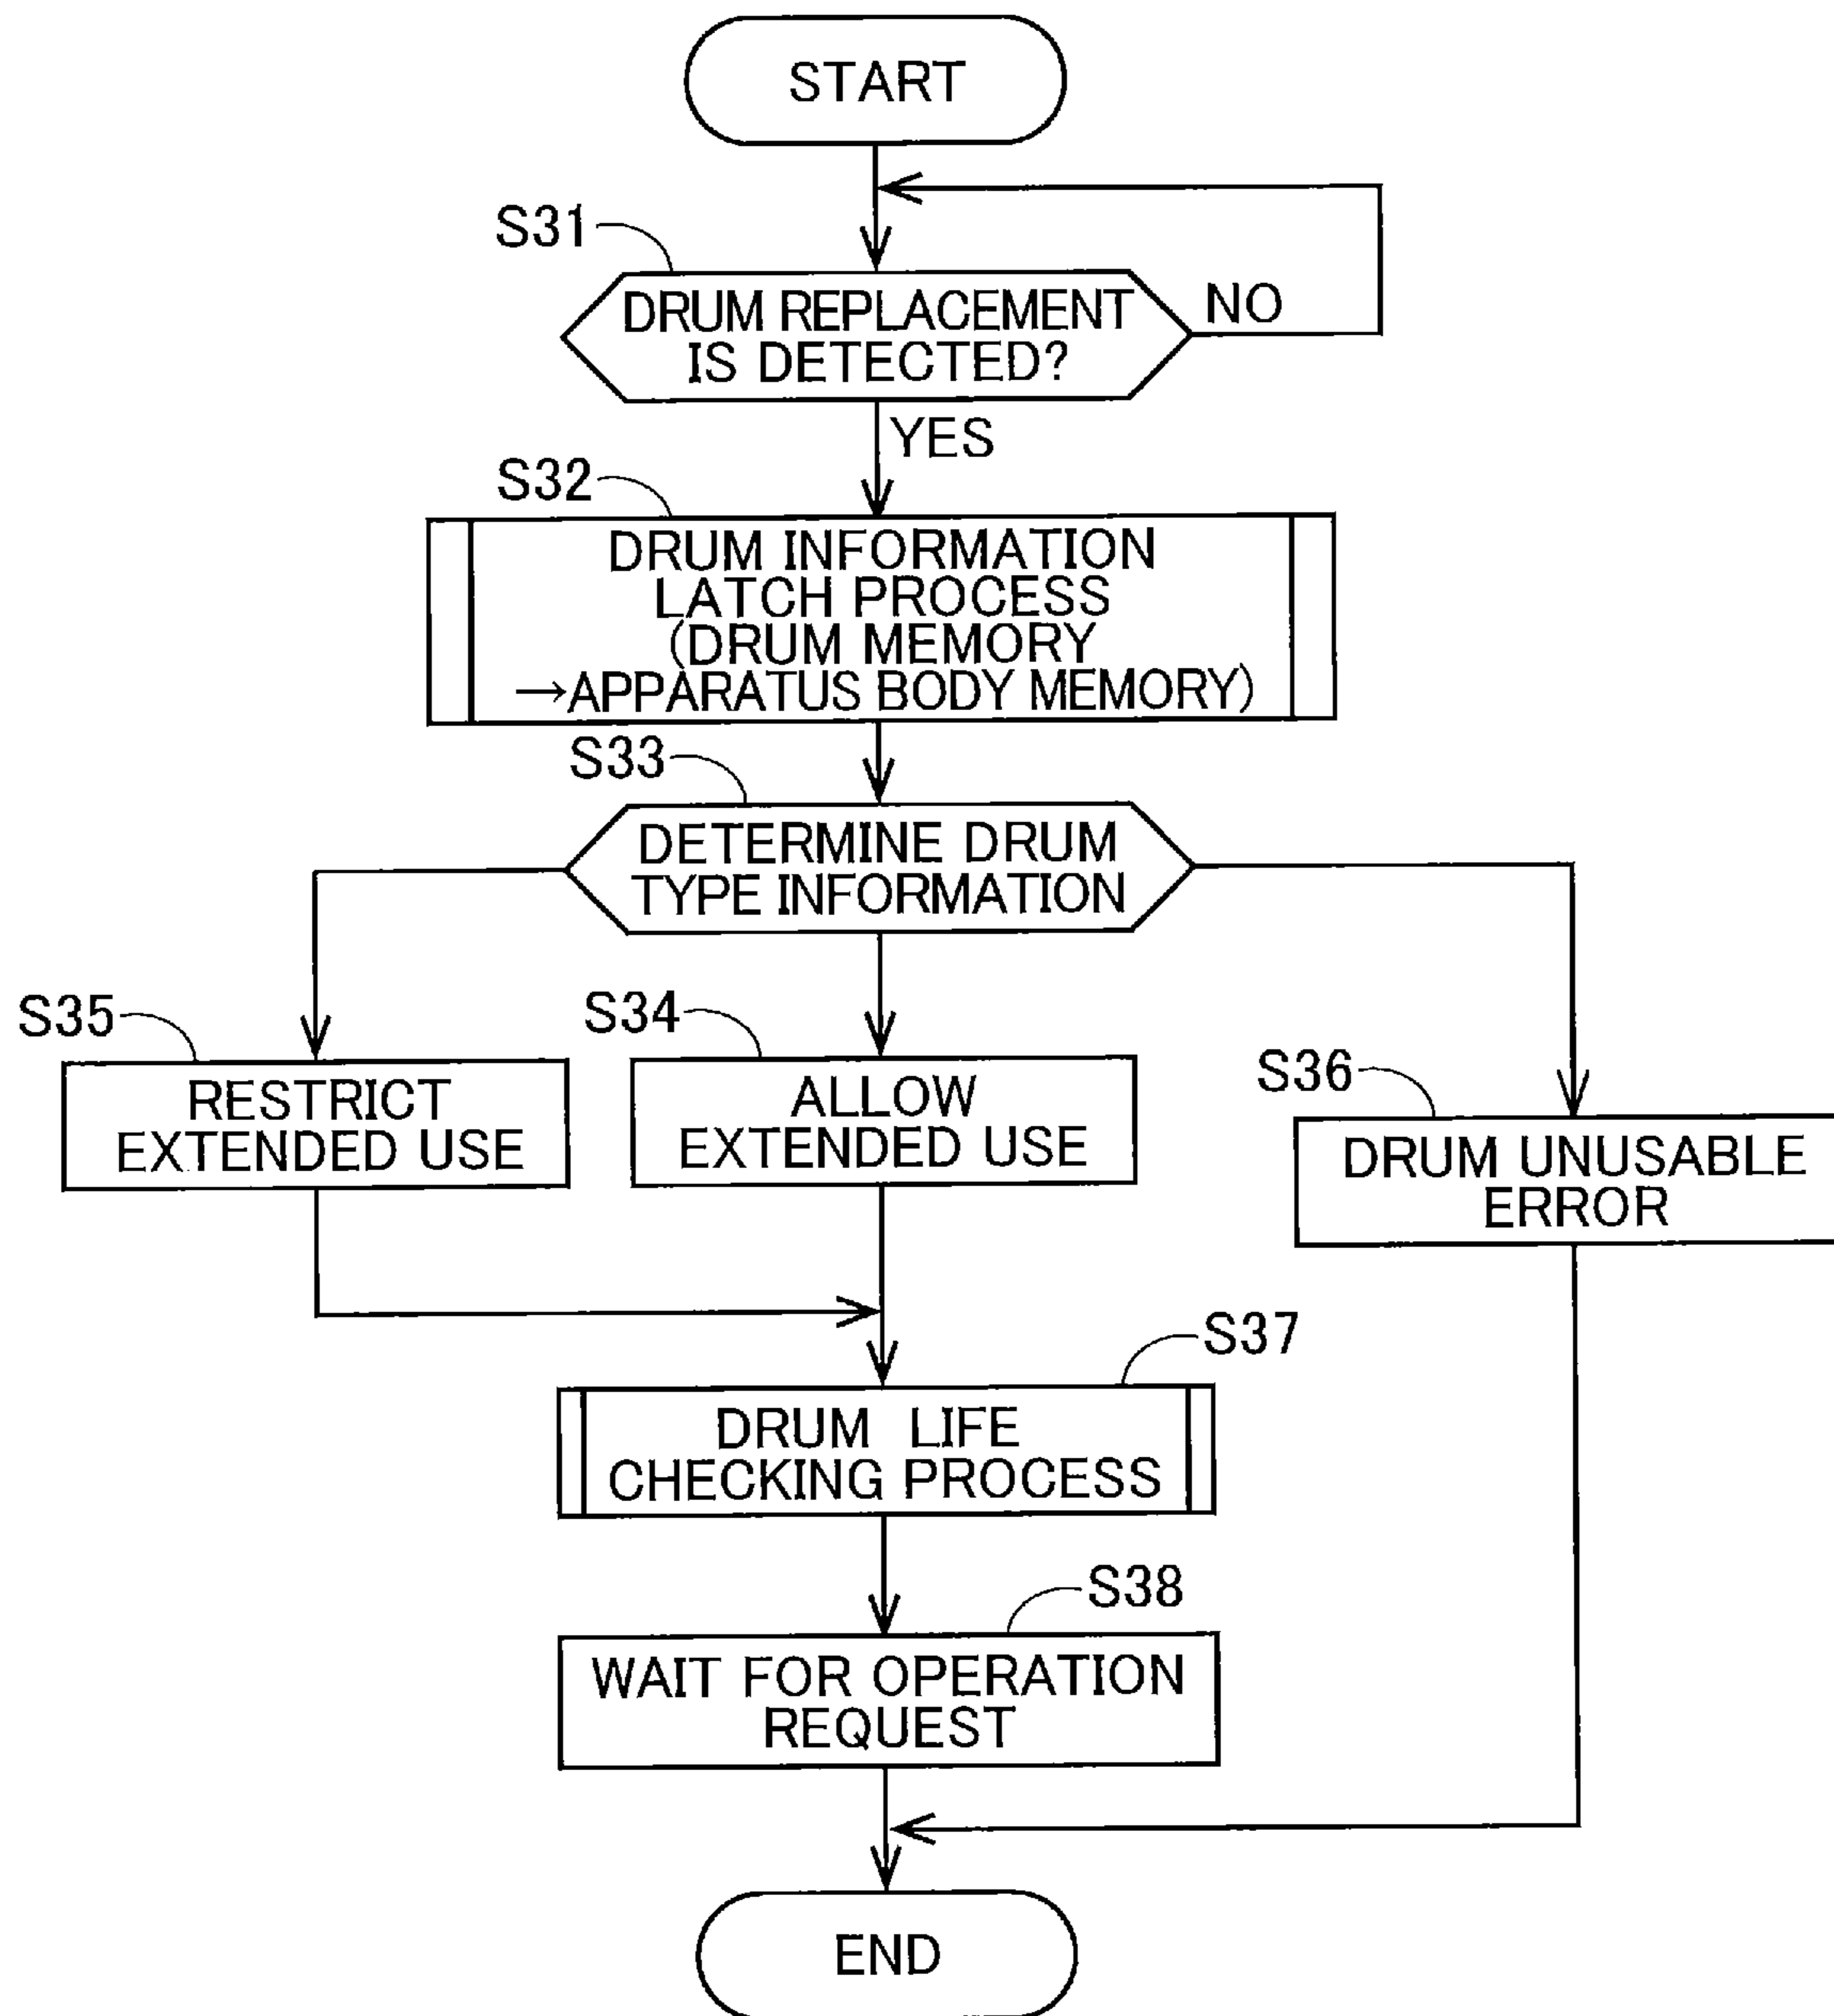 START
S31
DRUM REPLACEMENT
IS DETECTED?
NO
YES
S32
DRUM INFORMATION
LATCH PROCESS
(DRUM MEMORY
→APPARATUS BODY MEMORY)
S33
DETERMINE DRUM
TYPE INFORMATION
S35
RESTRICT
EXTENDED USE
S34
ALLOW
EXTENDED USE
S36
DRUM UNUSABLE
ERROR
S37
DRUM LIFE
CHECKING PROCESS
S38
WAIT FOR OPERATION
REQUEST
END